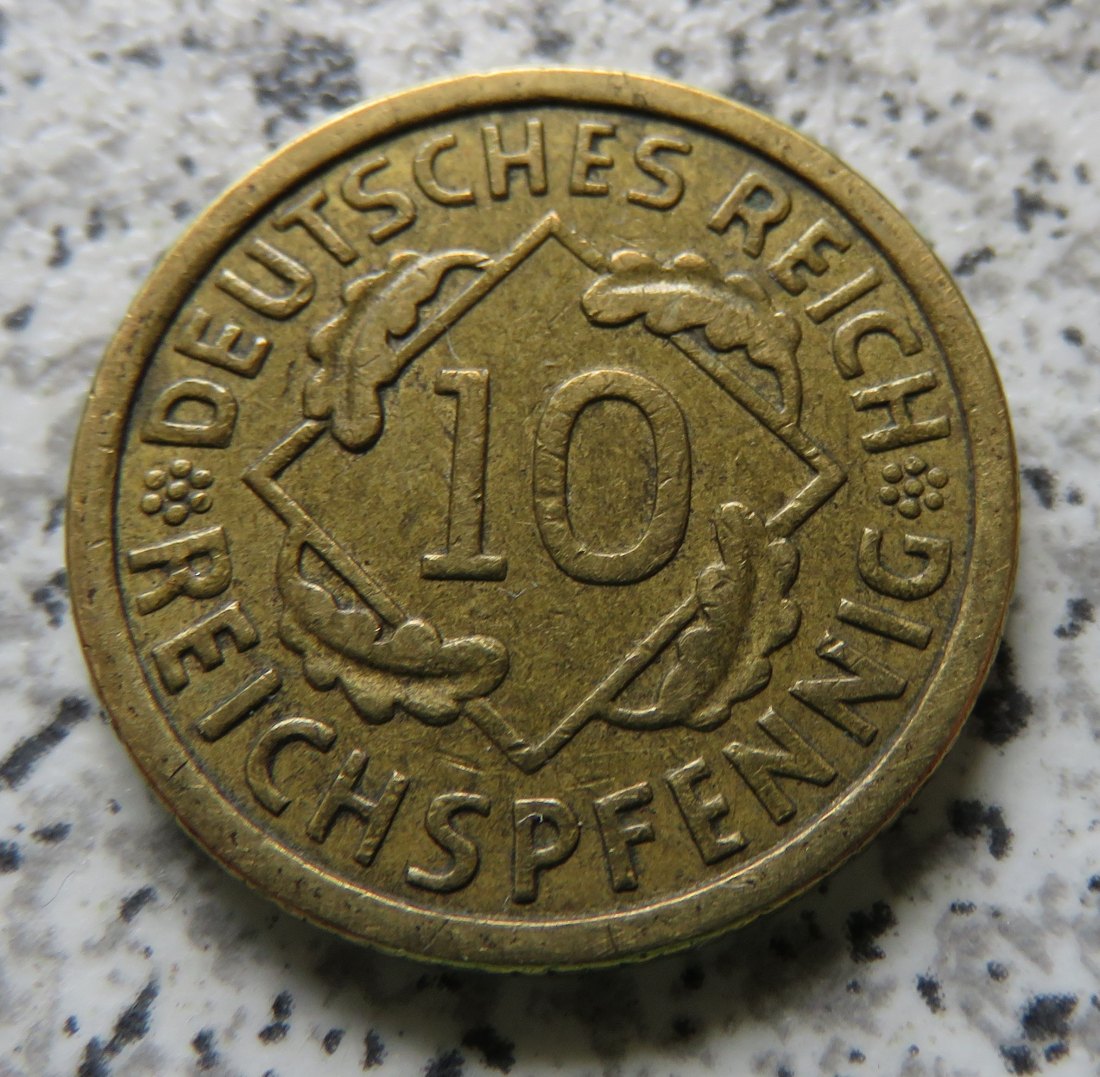 DEUTSCHES REICH
10
REICHSPFENNIG